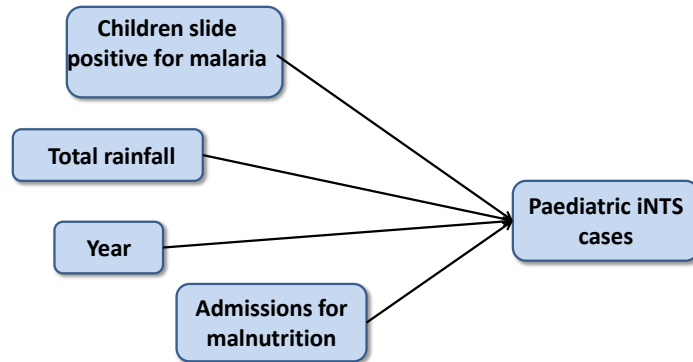 Children slide
positive for malaria
Total rainfall
Paediatric iNTS
cases
Year
Admissions for
malnutrition